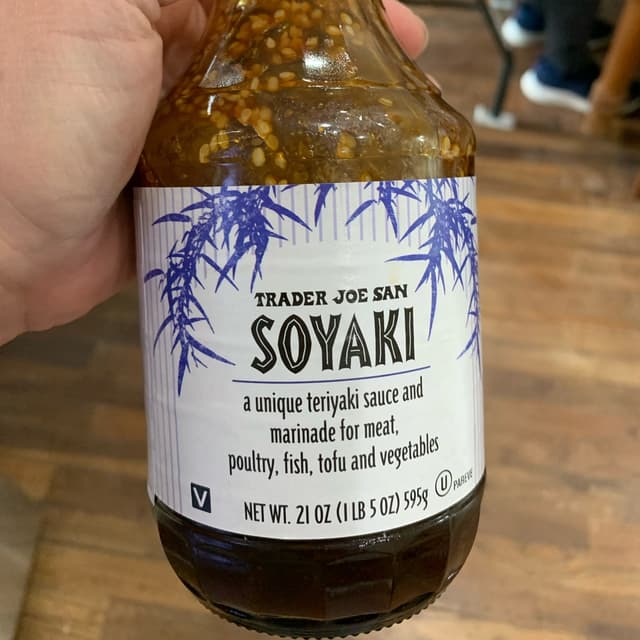 TRADER JOE SAN
SOYAKI
a unique teriyaki sauce and
marinade for meat,
poultry, fish, tofu and vegetables
V
NET WT. 21 OZ (1 LB 5 OZ) 595g
U PAREVE